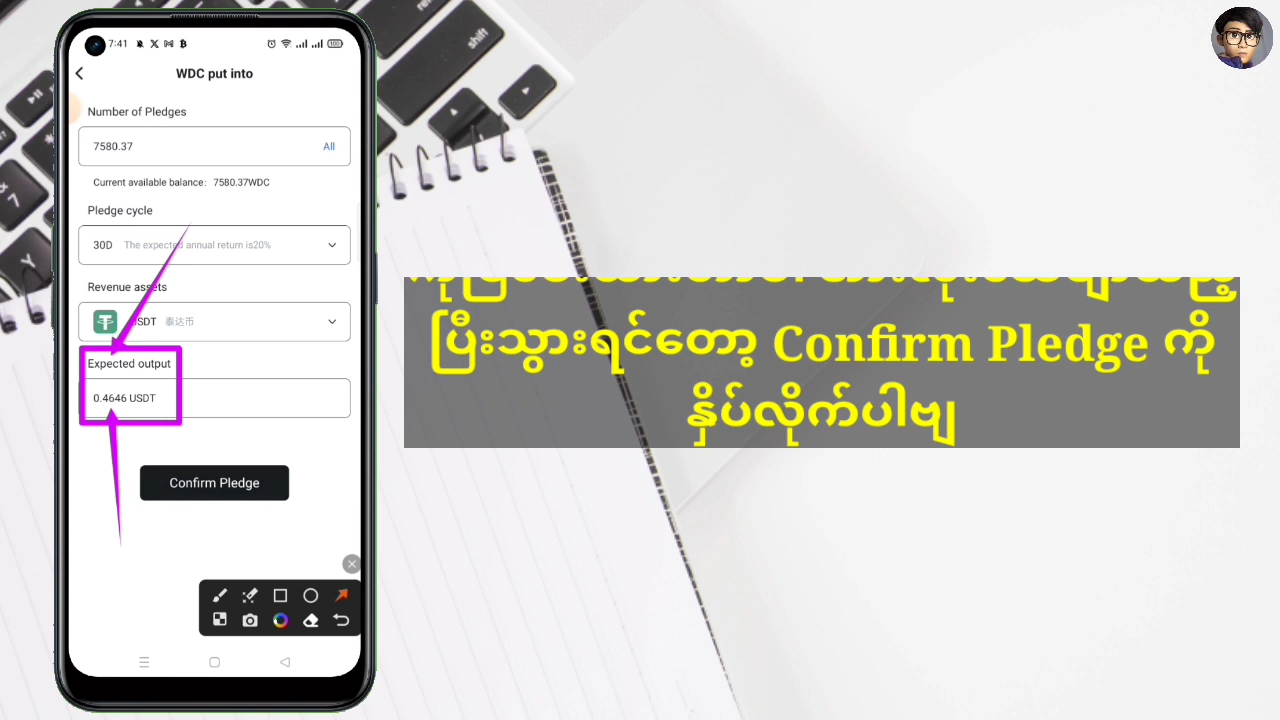 7:41
WDC put into
Number of Pledges
7580.37 All
Current available balance: 7580.37WDC
Pledge cycle
30D The expected annual return is20%
Revenue assets
USDT 泰达币
Expected output
0.4646 USDT
Confirm Pledge
ပြီးသွားရင်တော့ Confirm Pledge ကို
နှိပ်လိုက်ပါဗျ
shift